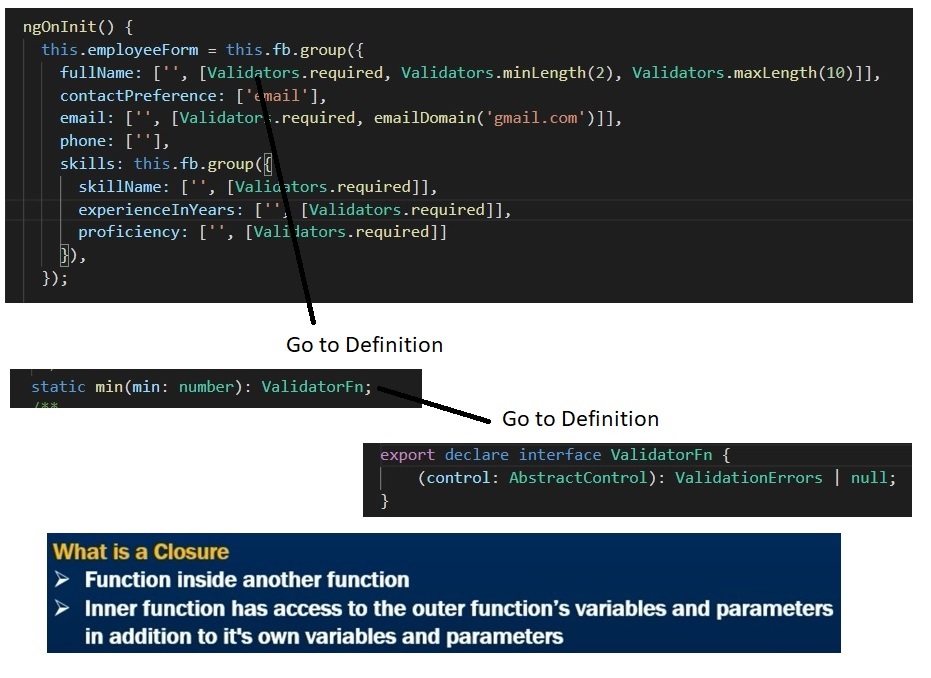 ngOnInit() {
this.employeeForm = this.fb.group({
fullName: ['', [Validators.required, Validators.minLength(2), Validators.maxLength(10)]],
contactPreference: ['email'],
email: ['', [Validators.required, emailDomain('gmail.com')]],
phone: [''],
skills: this.fb.group({
skillName: ['', [Validators.required]],
experienceInYears: ['', [Validators.required]],
proficiency: ['', [Validators.required]]
}),
});
Go to Definition
static min(min: number): ValidatorFn;
/**
Go to Definition
export declare interface ValidatorFn {
(control: AbstractControl): ValidationErrors | null;
}
What is a Closure
➢ Function inside another function
➢ Inner function has access to the outer function's variables and parameters
in addition to it's own variables and parameters